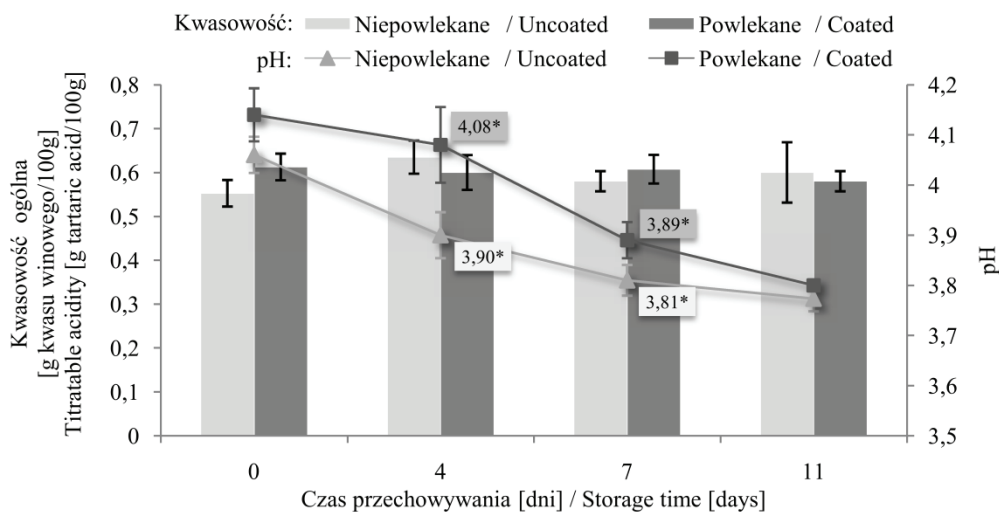 Kwasowość: Niepowlekane / Uncoated Powlekane / Coated
pH: Niepowlekane / Uncoated Powlekane / Coated
Kwasowość ogólna
[g kwasu winowego/100g]
Titratable acidity [g tartaric acid/100g]
0,8
0,7
0,6
0,5
0,4
0,3
0,2
0,1
0
4,08*
3,90*
3,89*
3,81*
4,2
4,1
4
3,9
3,8
3,7
3,6
3,5
pH
0 4 7 11
Czas przechowywania [dni] / Storage time [days]